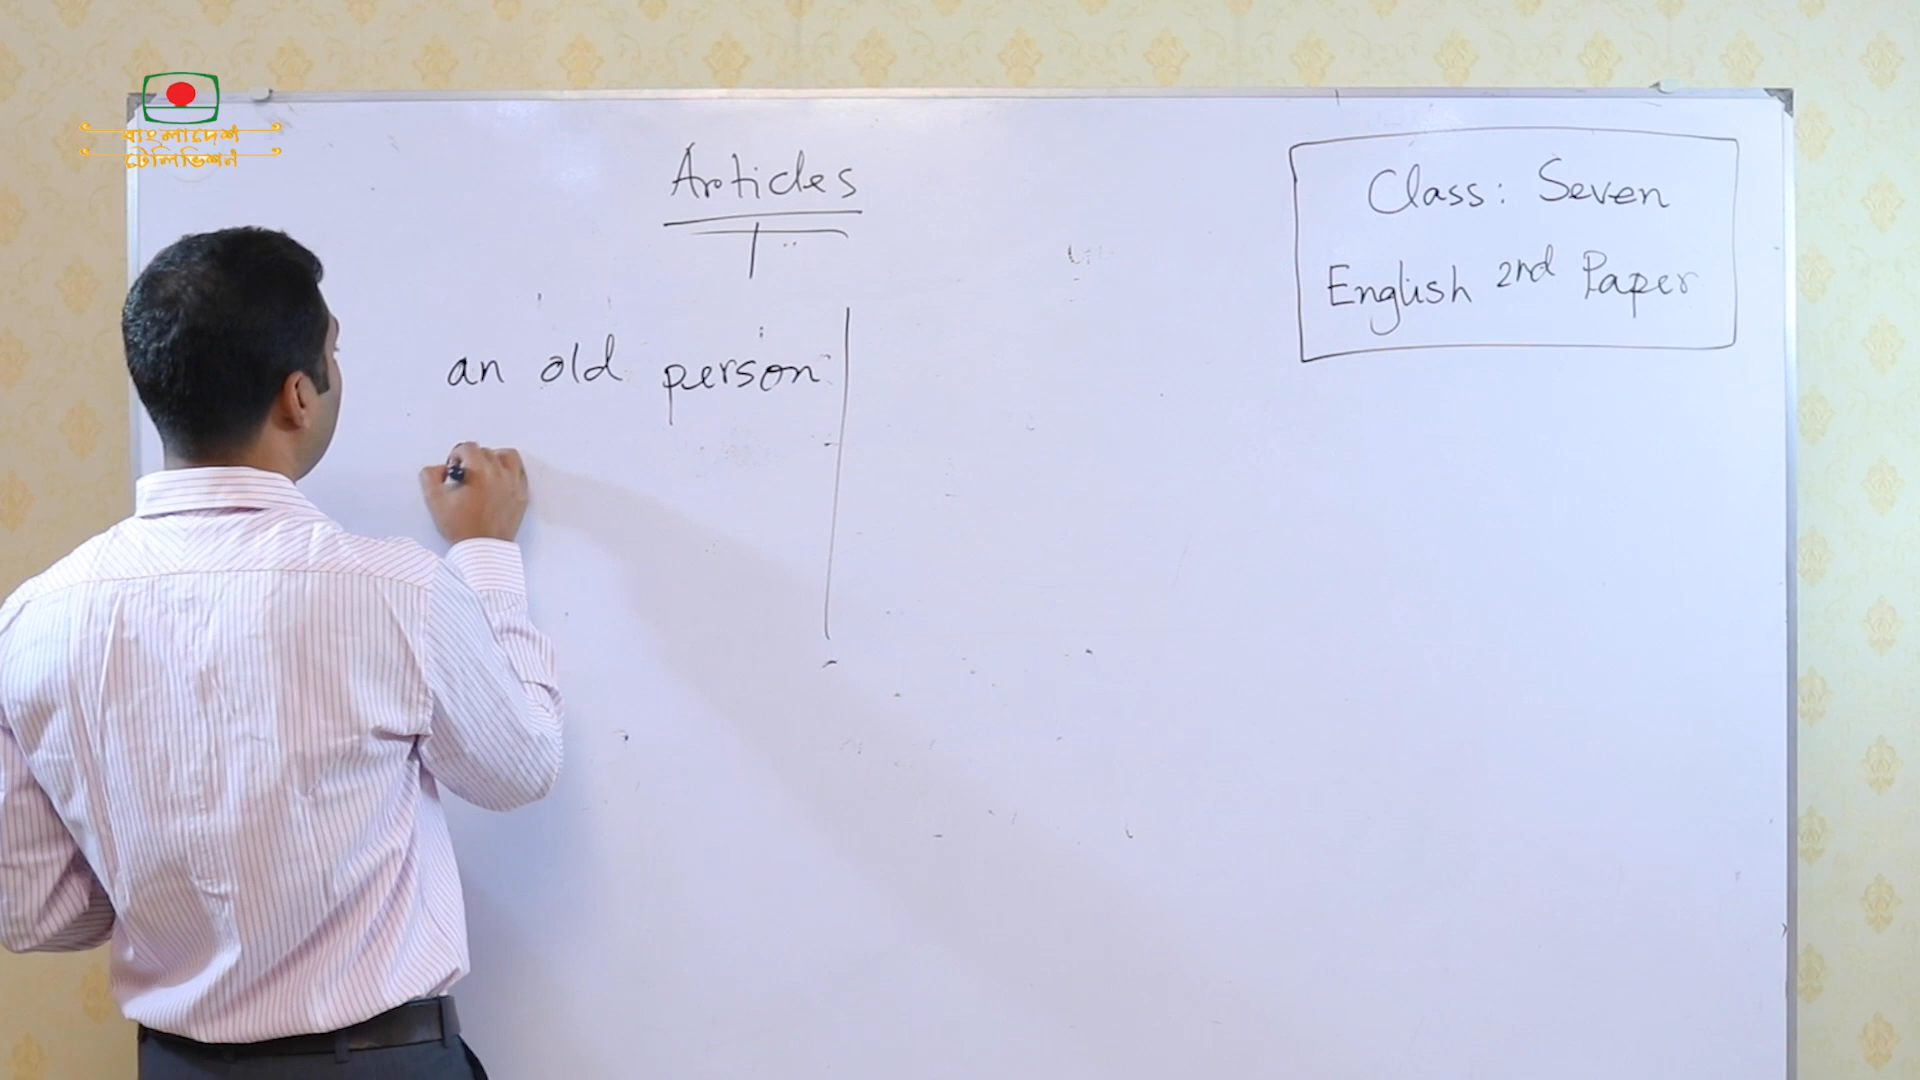 বাংলাদেশ
টেলিভিশন
Articles
Class: Seven
English 2nd Paper
an old person